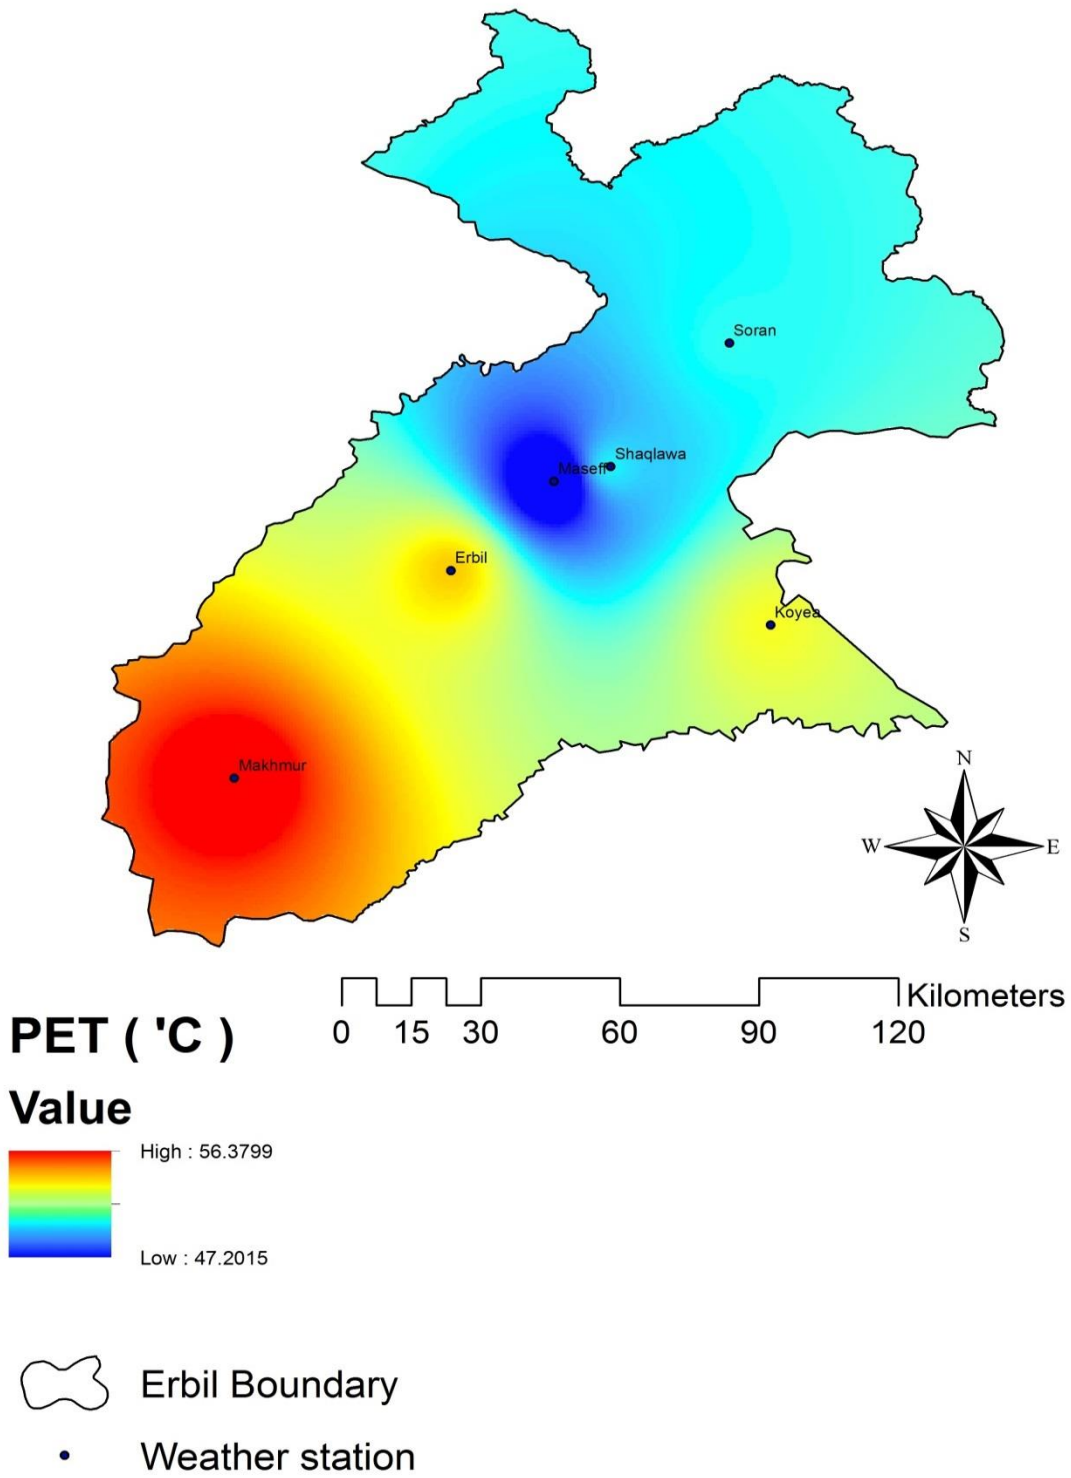 Soran
Shaqlawa
Maseff
Erbil
Koyea
Makhmur
N
W
E
S
Kilometers
0 15 30 60 90 120
PET ( 'C )
Value
High : 56.3799
Low : 47.2015
Erbil Boundary
Weather station